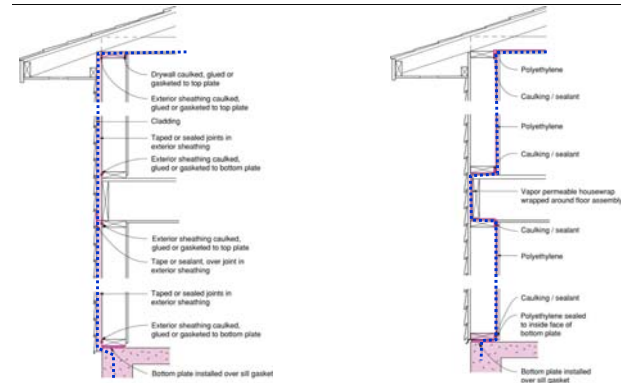 Drywall caulked, glued or
gasketed to top plate
Exterior sheathing caulked,
glued or gasketed to top plate
Cladding
Taped or sealed joints in
exterior sheathing
Exterior sheathing caulked,
glued or gasketed to bottom plate
Exterior sheathing caulked,
glued or gasketed to top plate
Tape or sealant, over joint in
exterior sheathing
Taped or sealed joints in
exterior sheathing
Exterior sheathing caulked,
glued or gasketed to bottom plate
Bottom plate installed over sill gasket
Polyethylene
Caulking / sealant
Polyethylene
Caulking / sealant
Vapor permeable housewrap
wrapped around floor assembly
Caulking / sealant
Polyethylene
Caulking / sealant
Polyethylene sealed
to inside face of
bottom plate
Bottom plate installed
over sill gasket